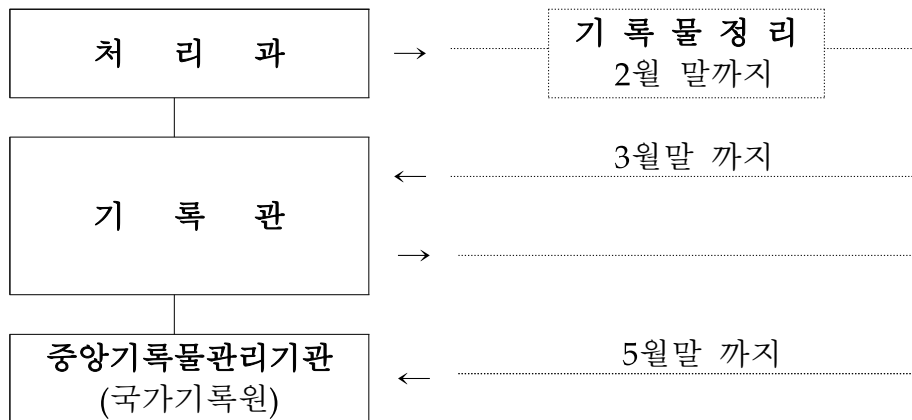 처 리 과
→
기 록 물 정 리
2월 말까지
3월말 까지
←
기 록 관
→
중앙기록물관리기관
(국가기록원)
5월말 까지
←